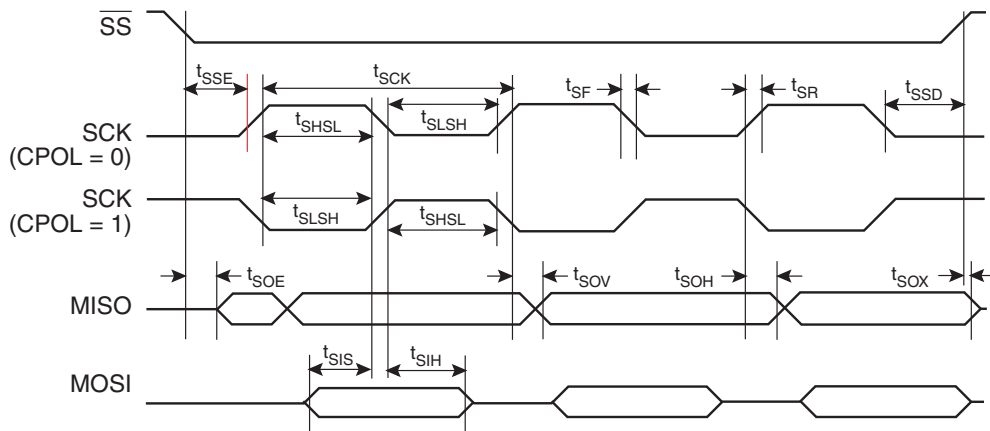 SS
tSSE
tSCK
tSF
tSR
tSSD
SCK
(CPOL = 0)
tSHSL
tSLSH
SCK
(CPOL = 1)
tSLSH
tSHSL
tSOE
tSOV
tSOH
tSOX
MISO
tSIS
tSIH
MOSI